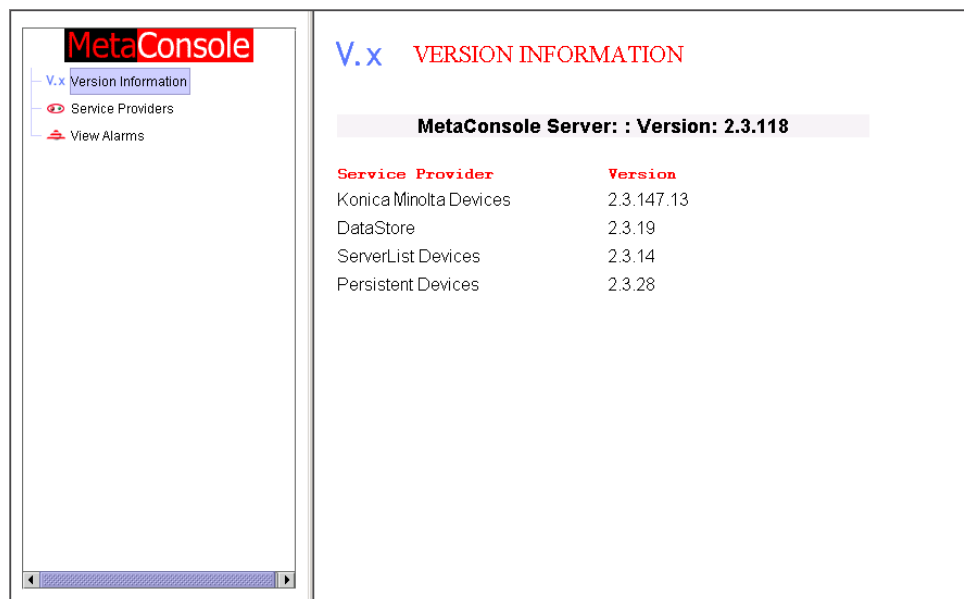 MetaConsole
V.x Version Information
Service Providers
View Alarms
V.x VERSION INFORMATION
MetaConsole Server: : Version: 2.3.118
Service Provider Version
Konica Minolta Devices 2.3.147.13
DataStore 2.3.19
ServerList Devices 2.3.14
Persistent Devices 2.3.28